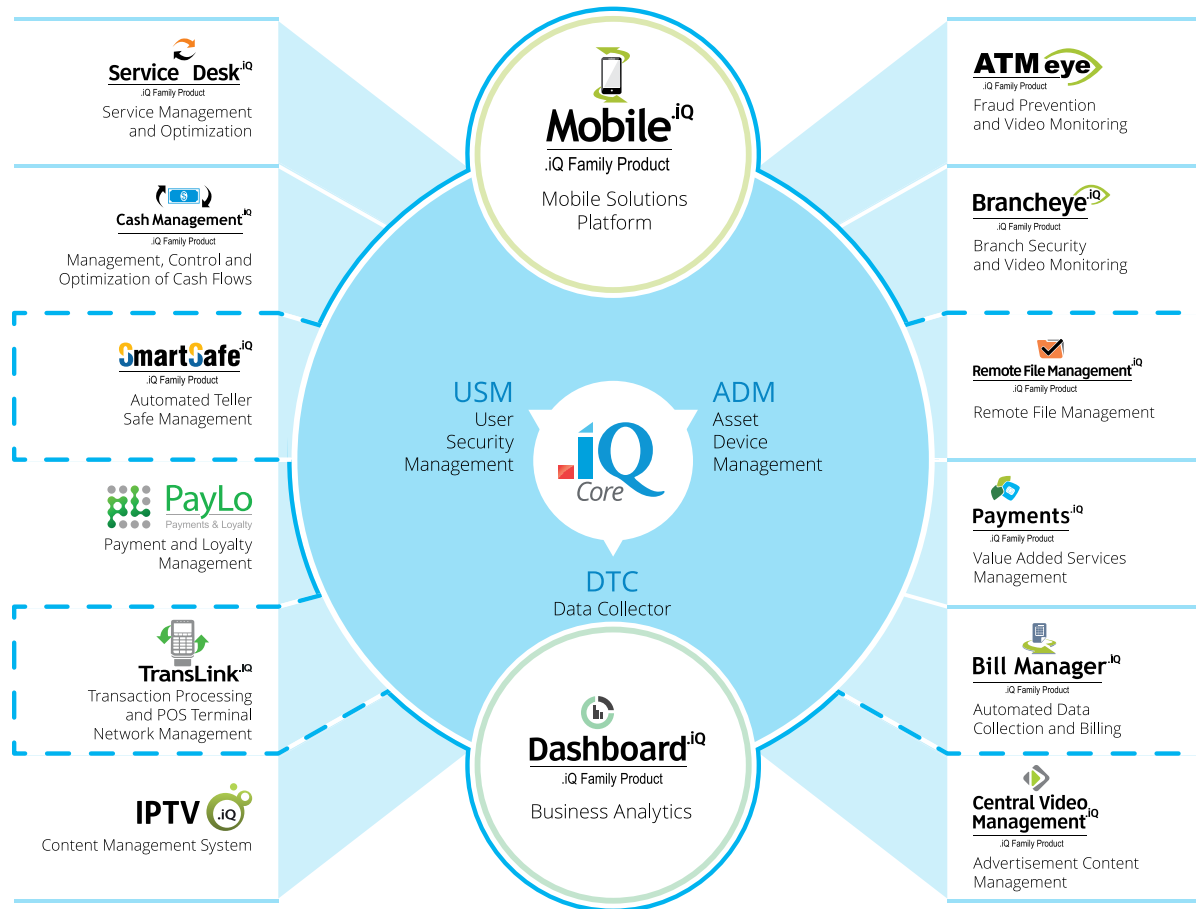 Service Desk.iQ
.iQ Family Product
Service Management
and Optimization
Cash Management.iQ
.iQ Family Product
Management, Control and
Optimization of Cash Flows
SmartSafe.iQ
.iQ Family Product
Automated Teller
Safe Management
PayLo
Payments & Loyalty
Payment and Loyalty
Management
TransLink.iQ
Transaction Processing
and POS Terminal
Network Management
IPTV .iQ
Content Management System
Mobile.iQ
.iQ Family Product
Mobile Solutions
Platform
USM
User
Security
Management
.iQ
Core
ADM
Asset
Device
Management
DTC
Data Collector
Dashboard.iQ
.iQ Family Product
Business Analytics
ATMeye
.iQ Family Product
Fraud Prevention
and Video Monitoring
Brancheye.iQ
.iQ Family Product
Branch Security
and Video Monitoring
Remote File Management.iQ
.iQ Family Product
Remote File Management
Payments.iQ
.iQ Family Product
Value Added Services
Management
Bill Manager.iQ
.iQ Family Product
Automated Data
Collection and Billing
Central Video
Management.iQ
.iQ Family Product
Advertisement Content
Management